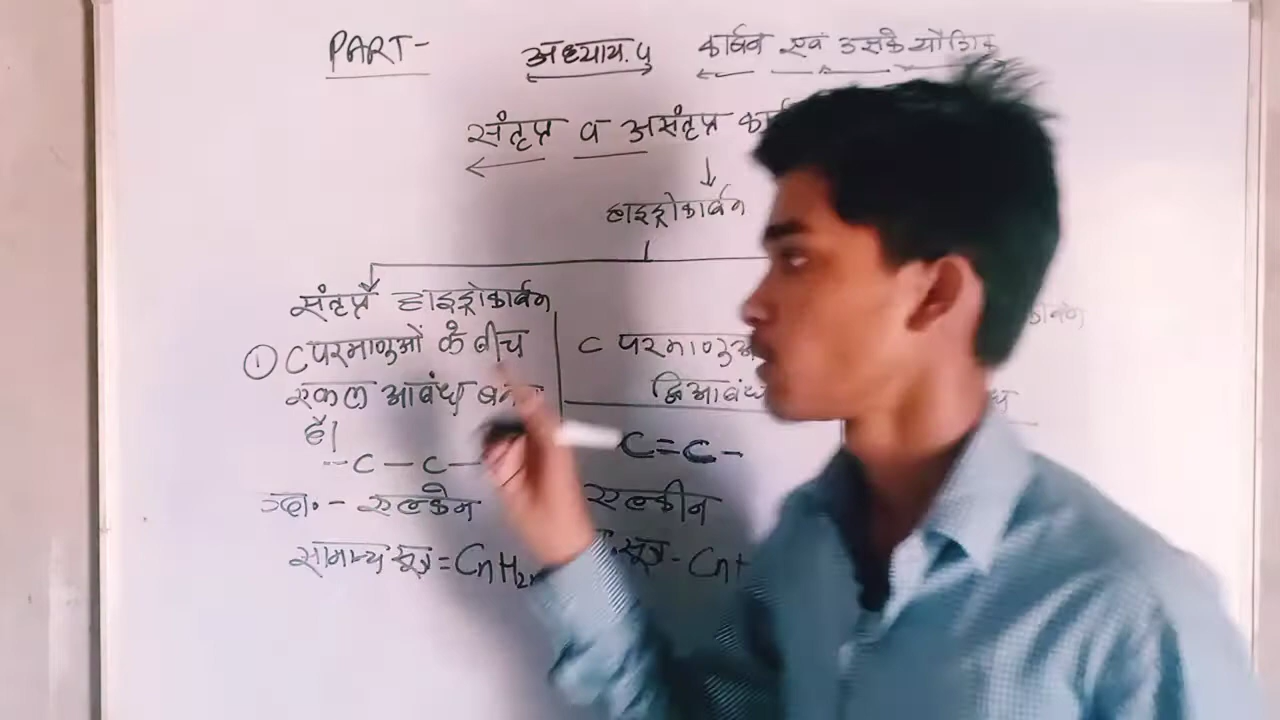 PART- अध्याय.4 कार्बन एवं उसके यौगिक
संतृप्त व असंतृप्त
हाइड्रोकार्बन
संतृप्त हाइड्रोकार्बन
① C परमाणुओं के बीच
एकल आबंध
है।
-C-C-
उदा.- एल्केन
सामान्य सूत्र = CnH2n
C परमाणुओं
द्विआबंध
C=C-
एल्कीन
सूत्र - CnH